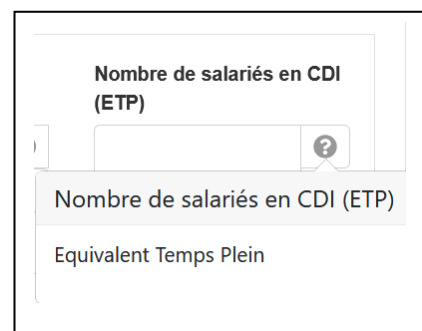 Nombre de salariés en CDI
(ETP)
?
Nombre de salariés en CDI (ETP)
Equivalent Temps Plein